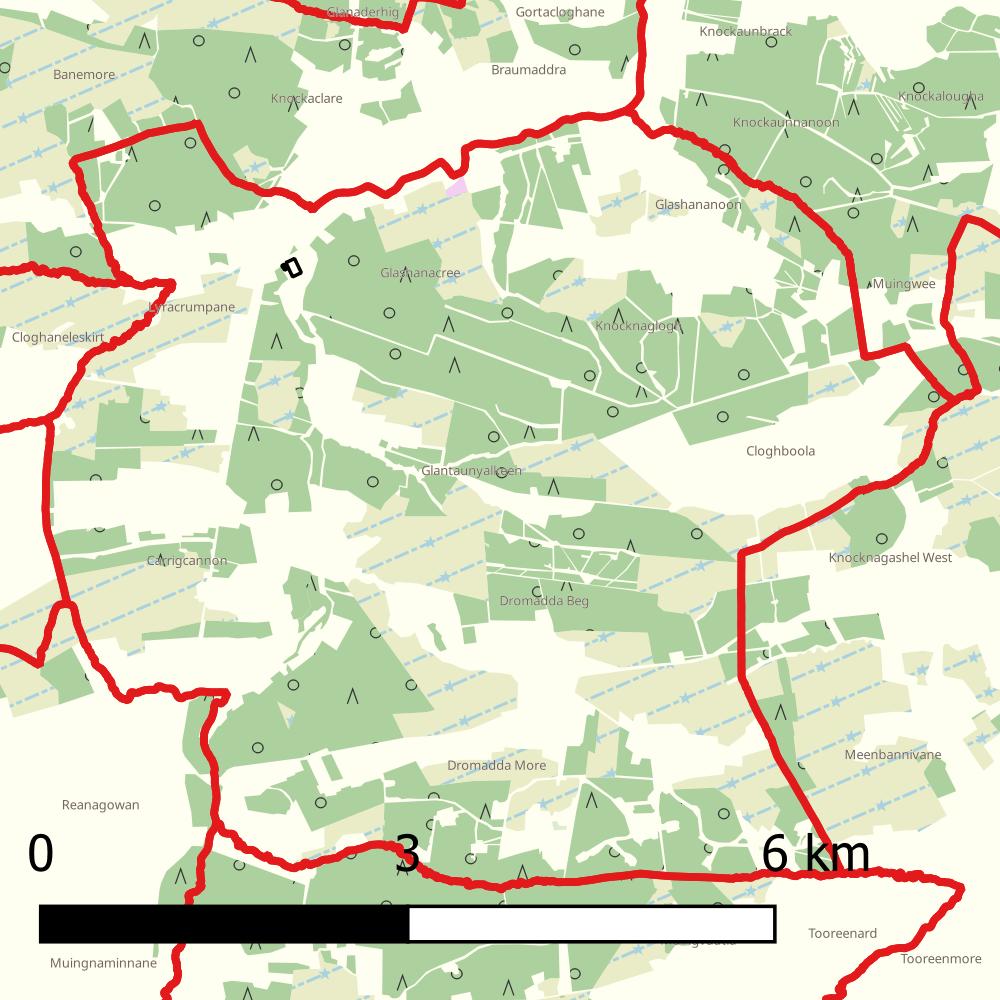 Glanaderhig
Gortacloghane
Knockaunbrack
Banemore
Braumaddra
Knockaclare
Knockalougha
Knockaunnanoon
Glashananoon
Glashanacree
Muingwee
Lyracrumpane
Knocknaglogh
Cloghaneleskirt
Cloghboola
Glantaunyalkeen
Carrigcannon
Knocknagashel West
Dromadda Beg
Meenbannivane
Dromadda More
Reanagowan
0 3 6 km
Tooreenard
Tooreenmore
Muingnaminnane